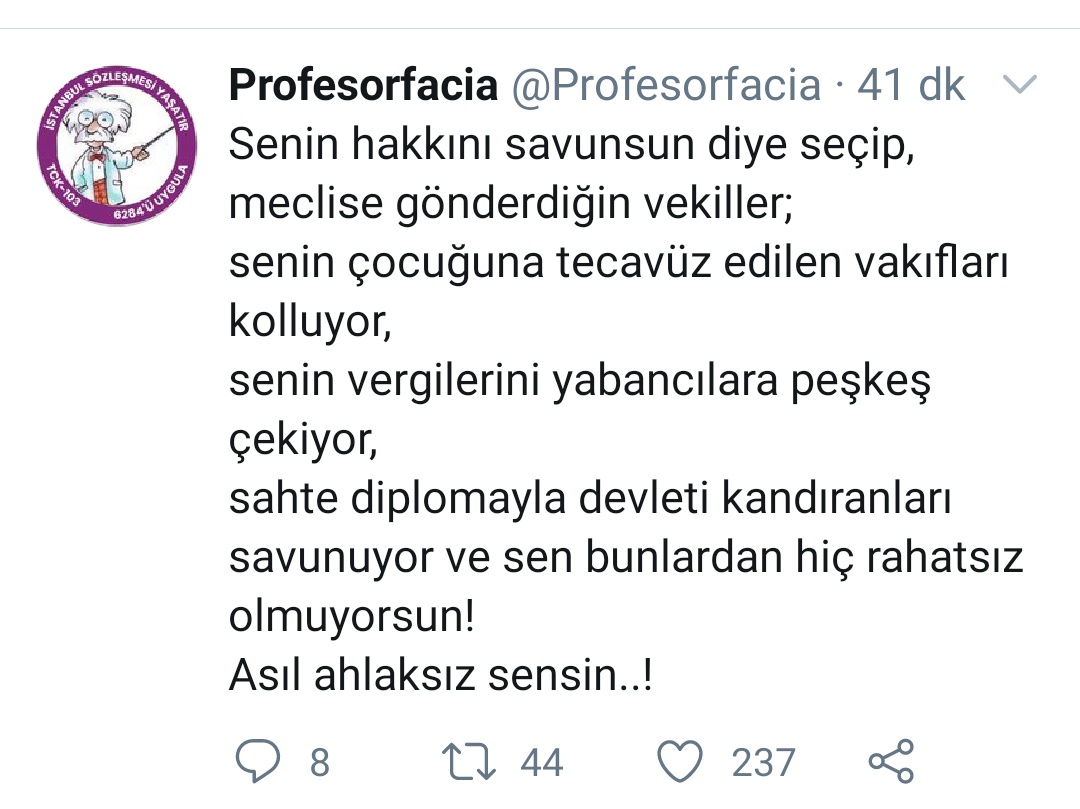 İSTANBUL SÖZLEŞMESİ YAŞATIR
TCK-103
6284'Ü UYGULA
Profesorfacia @Profesorfacia · 41 dk
Senin hakkını savunsun diye seçip,
meclise gönderdiğin vekiller;
senin çocuğuna tecavüz edilen vakıfları
kolluyor,
senin vergilerini yabancılara peşkeş
çekiyor,
sahte diplomayla devleti kandıranları
savunuyor ve sen bunlardan hiç rahatsız
olmuyorsun!
Asıl ahlaksız sensin..!
8 44 237